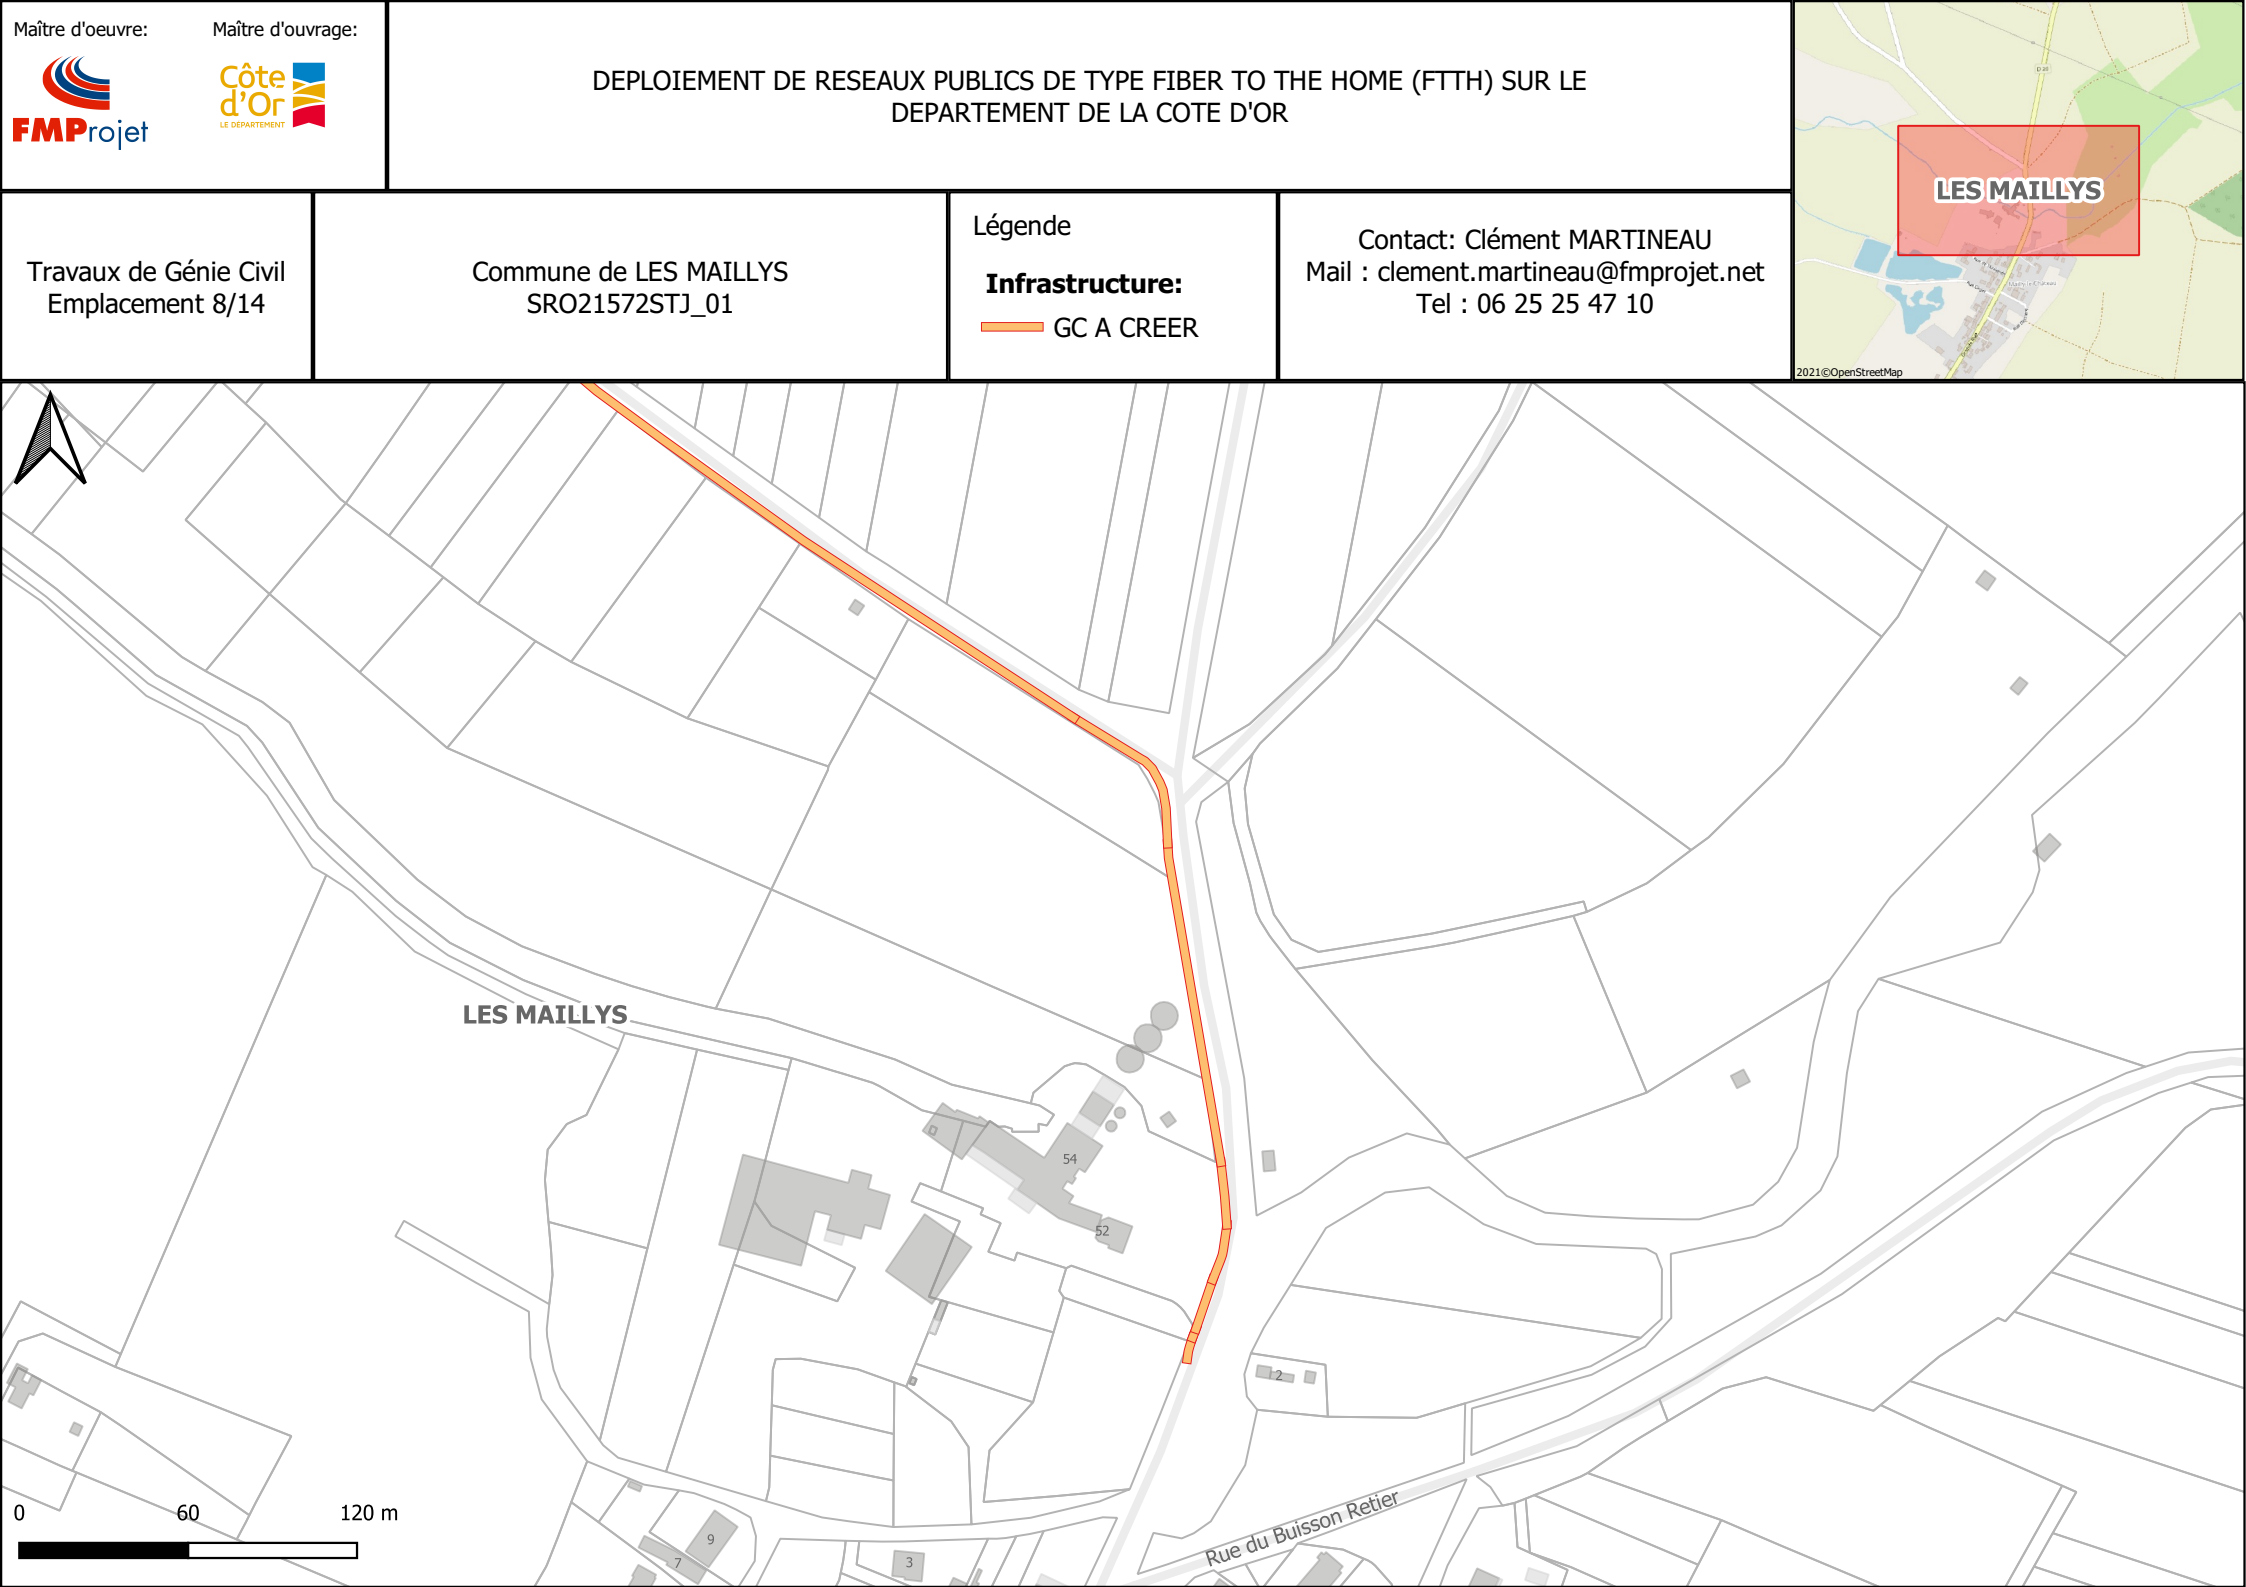 Maître d'oeuvre:
Maître d'ouvrage:
FMProjet
Côte
d'Or
LE DÉPARTEMENT
DEPLOIEMENT DE RESEAUX PUBLICS DE TYPE FIBER TO THE HOME (FTTH) SUR LE
DEPARTEMENT DE LA COTE D'OR
Travaux de Génie Civil
Emplacement 8/14
Commune de LES MAILLYS
SRO21572STJ_01
Légende
Infrastructure:
GC A CREER
Contact: Clément MARTINEAU
Mail : clement.martineau@fmprojet.net
Tel : 06 25 25 47 10
LES MAILLYS
2021©OpenStreetMap
LES MAILLYS
54
52
2
9
7
3
Rue du Buisson Retier
0 60 120 m